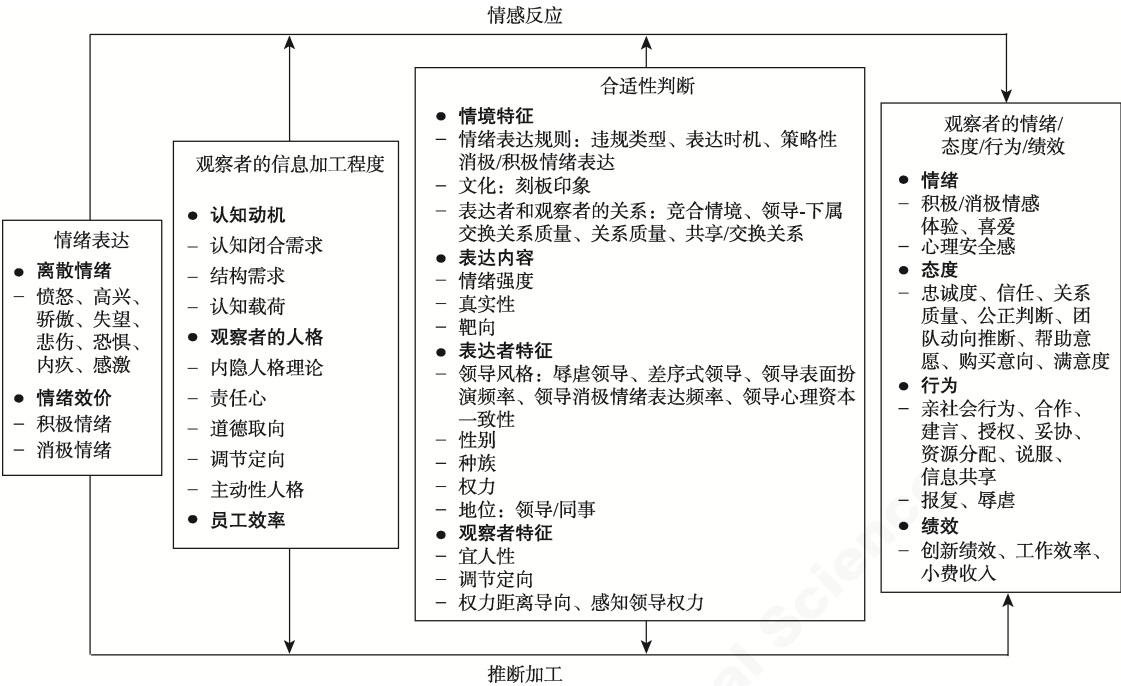 情感反应
情绪表达
● 离散情绪
– 愤怒、高兴、
骄傲、失望、
悲伤、恐惧、
内疚、感激
● 情绪效价
– 积极情绪
– 消极情绪
观察者的信息加工程度
● 认知动机
– 认知闭合需求
– 结构需求
– 认知载荷
● 观察者的人格
– 内隐人格理论
– 责任心
– 道德取向
– 调节定向
– 主动性人格
● 员工效率
合适性判断
● 情境特征
– 情绪表达规则：违规类型、表达时机、策略性
消极/积极情绪表达
– 文化：刻板印象
– 表达者和观察者的关系：竞合情境、领导-下属
交换关系质量、关系质量、共享/交换关系
● 表达内容
– 情绪强度
– 真实性
– 靶向
● 表达者特征
– 领导风格：辱虐领导、差序式领导、领导表面扮
演频率、领导消极情绪表达频率、领导心理资本
一致性
– 性别
– 种族
– 权力
– 地位：领导/同事
● 观察者特征
– 宜人性
– 调节定向
– 权力距离导向、感知领导权力
观察者的情绪/
态度/行为/绩效
● 情绪
– 积极/消极情感
体验、喜爱
– 心理安全感
● 态度
– 忠诚度、信任、关系
质量、公正判断、团
队动向推断、帮助意
愿、购买意向、满意度
● 行为
– 亲社会行为、合作、
建言、授权、妥协、
资源分配、说服、
信息共享
– 报复、辱虐
● 绩效
– 创新绩效、工作效率、
小费收入
推断加工
al Science